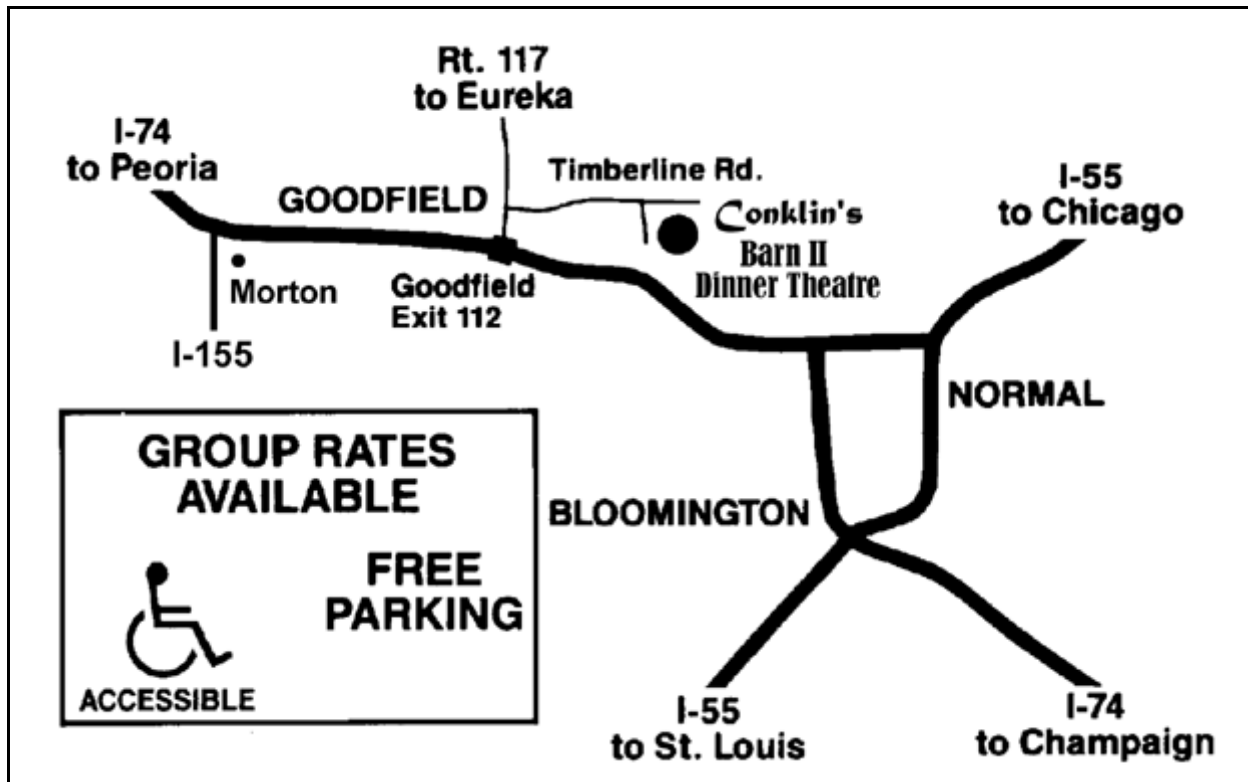 Rt. 117
to Eureka
I-74
to Peoria
Timberline Rd.
I-55
to Chicago
GOODFIELD
Conklin's
Barn II
Dinner Theatre
Morton
Goodfield
Exit 112
I-155
NORMAL
GROUP RATES
AVAILABLE
BLOOMINGTON
FREE
PARKING
ACCESSIBLE
I-55
to St. Louis
I-74
to Champaign